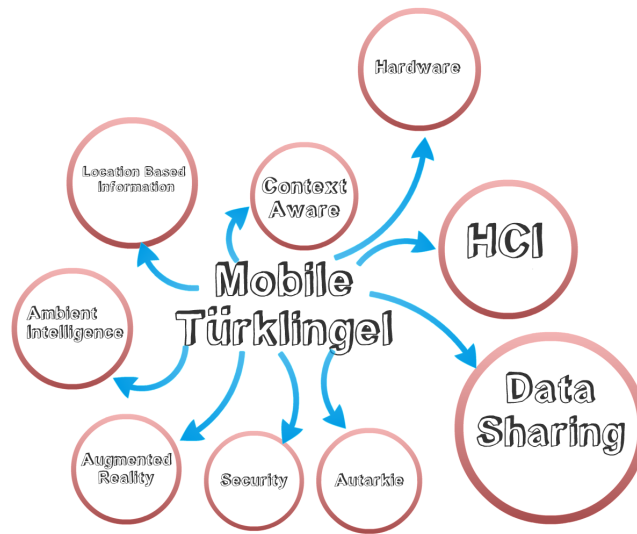 Hardware
Location Based
Information
Context
Aware
HCI
Mobile
Türklingel
Ambient
Intelligence
Data
Sharing
Augmented
Reality
Security
Autarkie